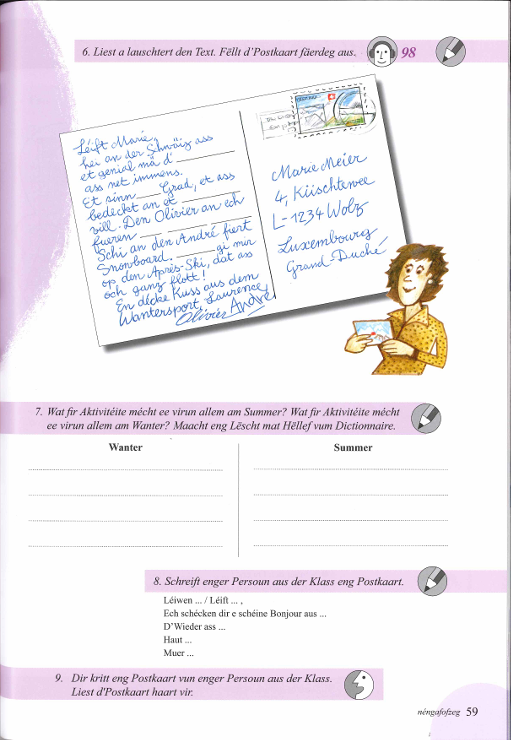 6. Liest a lauschtert den Text. Fëllt d'Postkaart fäerdeg aus.
98
Léift Marie,
hei an der Schwäiz ass
et genial mä d' ________
ass net immens.
Et sinn ____ Grad, et ass
bedeckt an et ________
vill. Den Olivier an ech
fueren ________ ________
Schi an den André fiert
Snowboard. ____ gi mir
op den Après-Ski, dat ass
och ganz flott!
En décke Kuss aus dem
Wantersport Laurence
Olivier André
Marie Meier
4, Kiischtewee
L-1234 Wolz
Luxembourg
Grand-Duché
7. Wat fir Aktivitéite mécht ee virun allem am Summer? Wat fir Aktivitéite mécht
ee virun allem am Wanter? Maacht eng Lëscht mat Hëllef vum Dictionnaire.
Wanter
Summer
8. Schreift enger Persoun aus der Klass eng Postkaart.
Léiwen ... / Léift ... ,
Ech schécken dir e schéine Bonjour aus ...
D'Wieder ass ...
Haut ...
Muer ...
9. Dir kritt eng Postkaart vun enger Persoun aus der Klass.
Liest d'Postkaart haart vir.
néngafofzeg 59